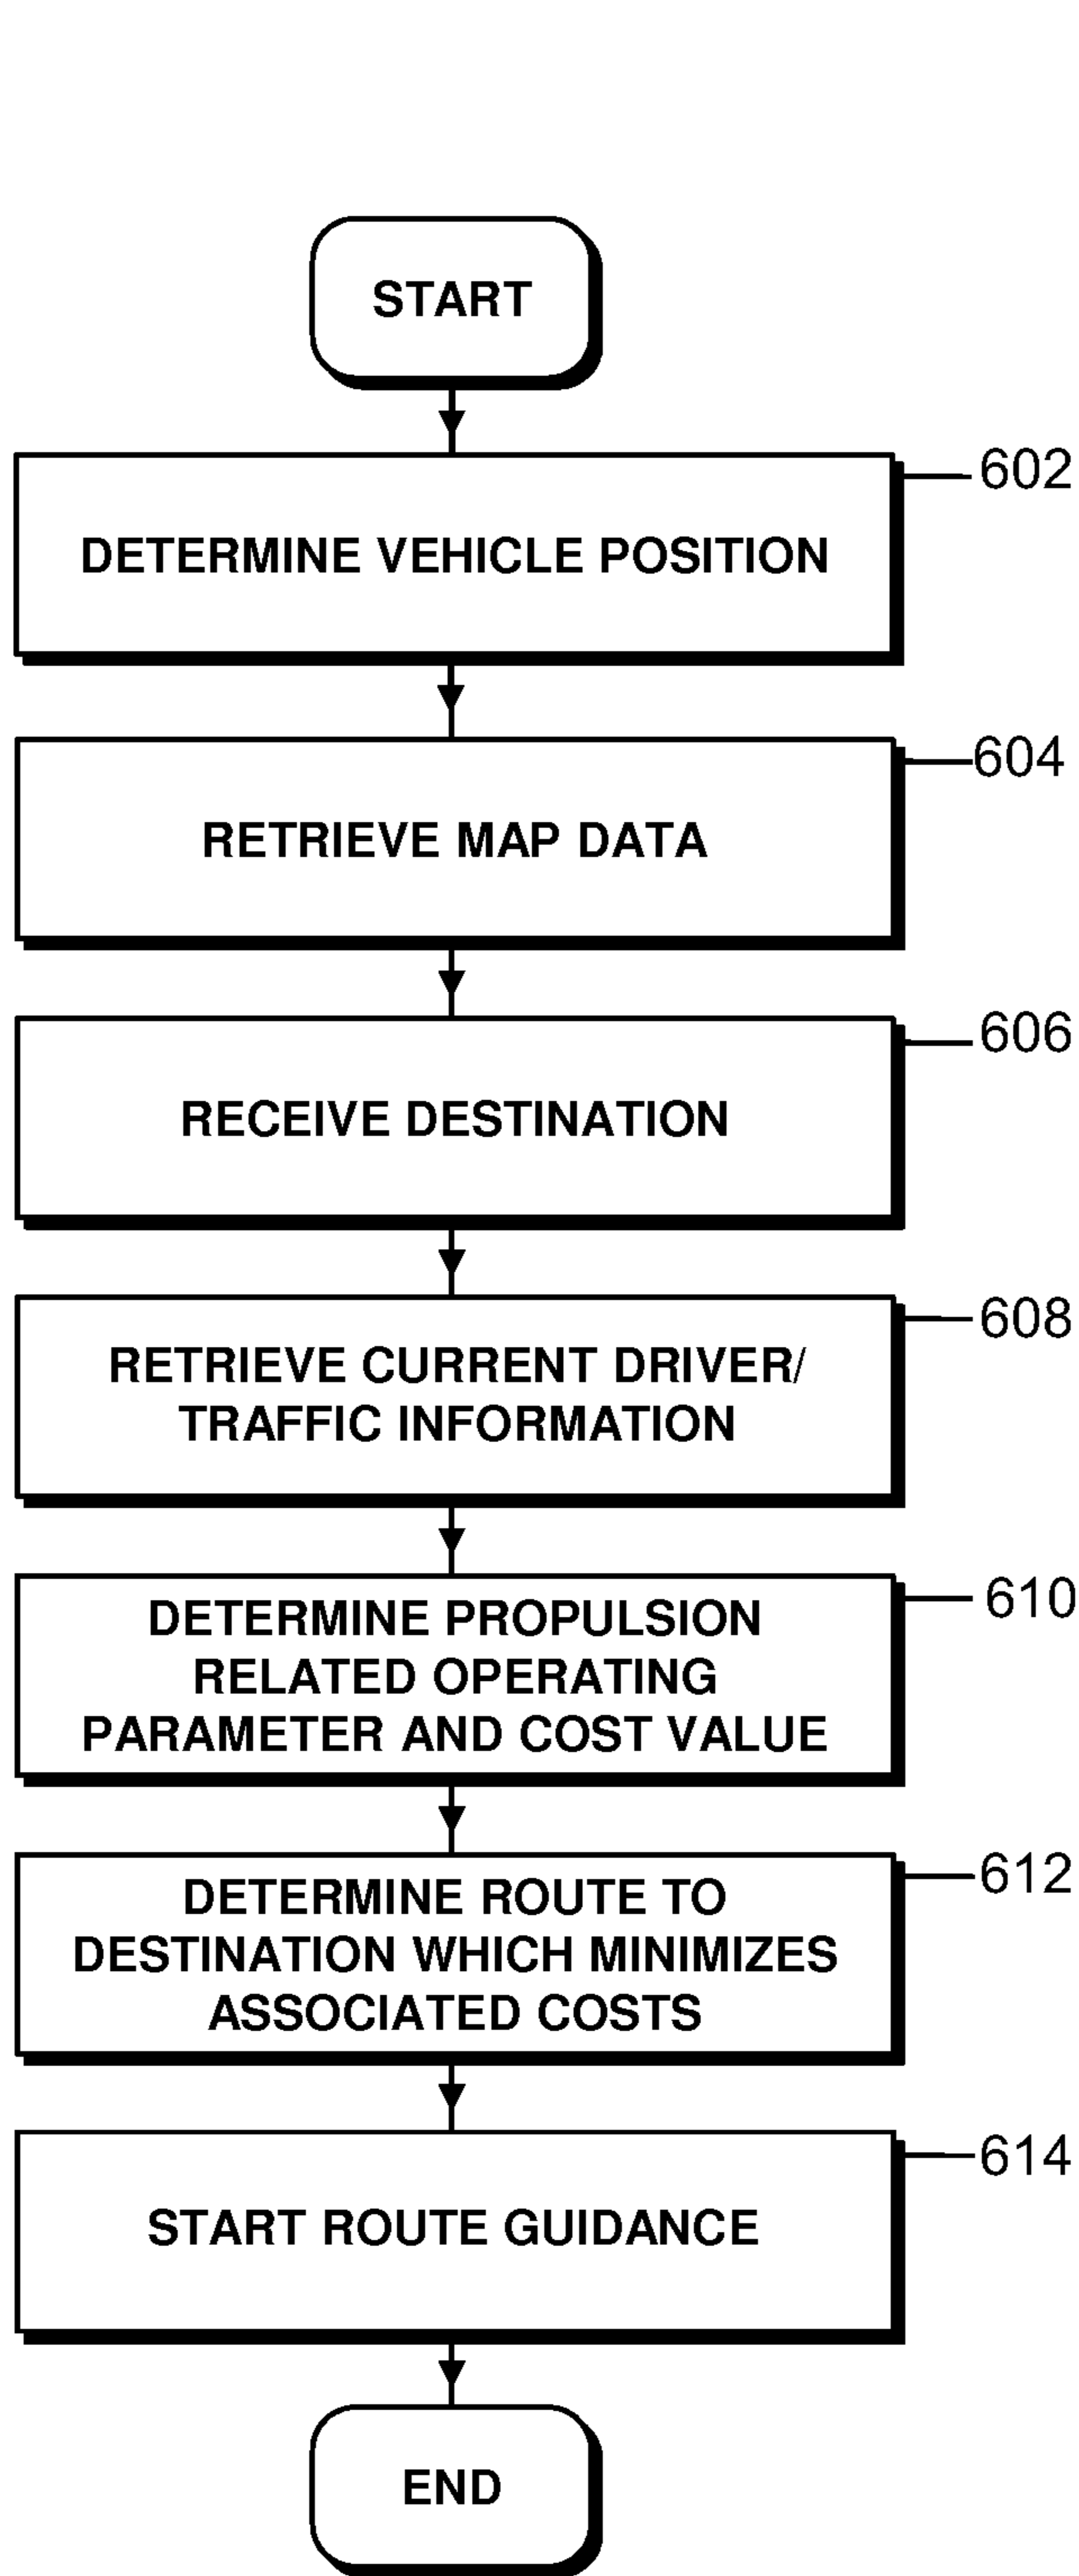 START
602
DETERMINE VEHICLE POSITION
604
RETRIEVE MAP DATA
606
RECEIVE DESTINATION
608
RETRIEVE CURRENT DRIVER/
TRAFFIC INFORMATION
610
DETERMINE PROPULSION
RELATED OPERATING
PARAMETER AND COST VALUE
612
DETERMINE ROUTE TO
DESTINATION WHICH MINIMIZES
ASSOCIATED COSTS
614
START ROUTE GUIDANCE
END